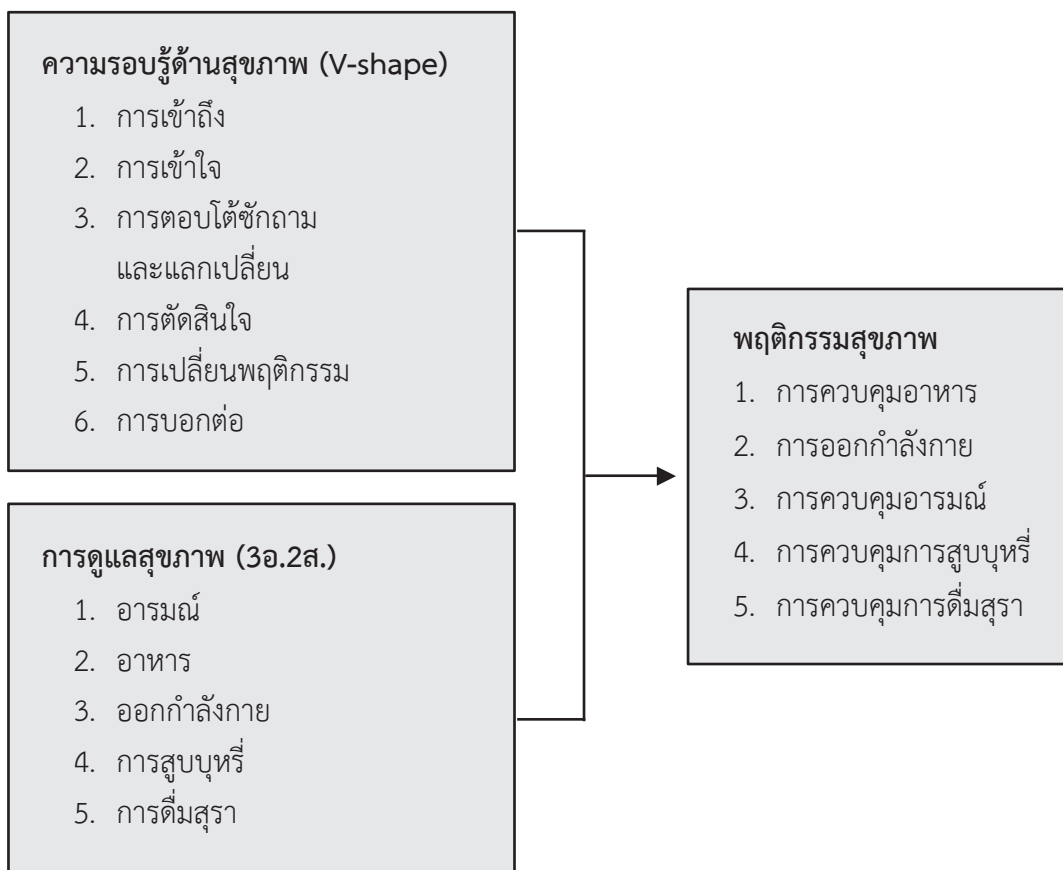 ความรอบรู้ด้านสุขภาพ (V-shape)
1. การเข้าถึง
2. การเข้าใจ
3. การตอบโต้ซักถาม
และแลกเปลี่ยน
4. การตัดสินใจ
5. การเปลี่ยนพฤติกรรม
6. การบอกต่อ
การดูแลสุขภาพ (3อ.2ส.)
1. อารมณ์
2. อาหาร
3. ออกกำลังกาย
4. การสูบบุหรี่
5. การดื่มสุรา
พฤติกรรมสุขภาพ
1. การควบคุมอาหาร
2. การออกกำลังกาย
3. การควบคุมอารมณ์
4. การควบคุมการสูบบุหรี่
5. การควบคุมการดื่มสุรา